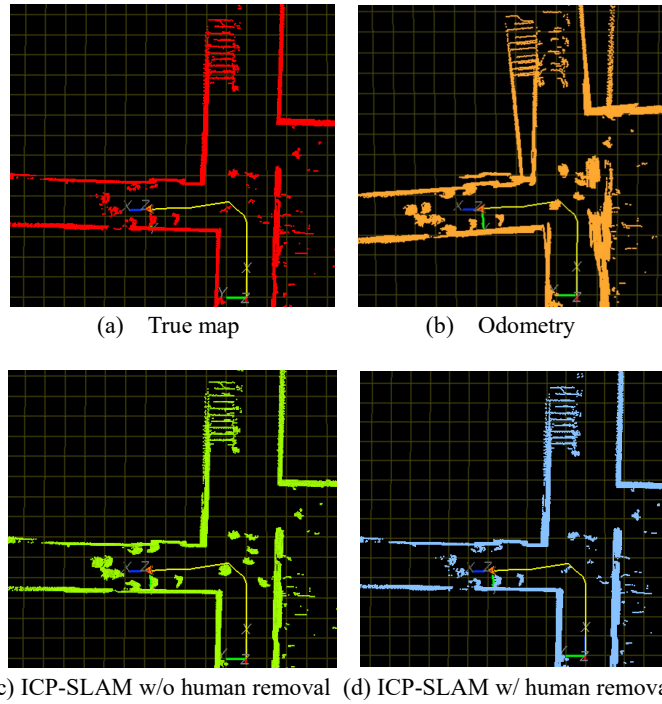 X Z
X
Y Z
(a) True map
X Z
X
Y Z
(b) Odometry
X Z
X
Y Z
X Z
X
Y Z
c) ICP-SLAM w/o human removal (d) ICP-SLAM w/ human remova